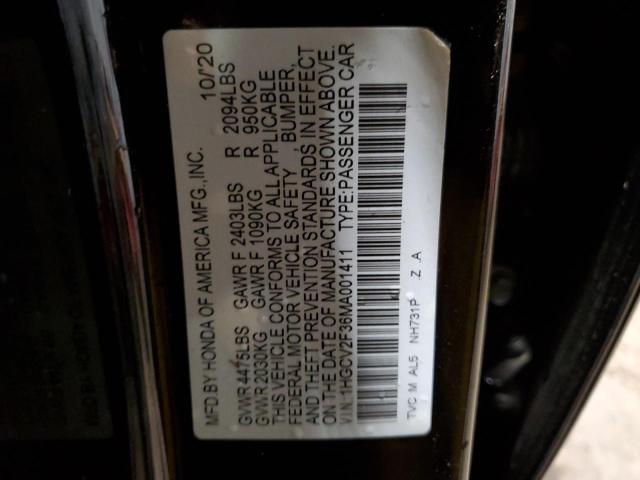 MFD.BY HONDA OF AMERICA MFG.,INC. 10/20
GVWR 4475LBS GAWR F 2403LBS R 2094LBS
GVWR 2030KG GAWR F 1090KG R 950KG
THIS VEHICLE CONFORMS TO ALL APPLICABLE
FEDERAL MOTOR VEHICLE SAFETY , BUMPER,
AND THEFT PREVENTION STANDARDS IN EFFECT
ON THE DATE OF MANUFACTURE SHOWN ABOVE.
V.I.N.:1HGCV2F36MA001411 TYPE:PASSENGER CAR
TVC M AL5 NH731P Z .A